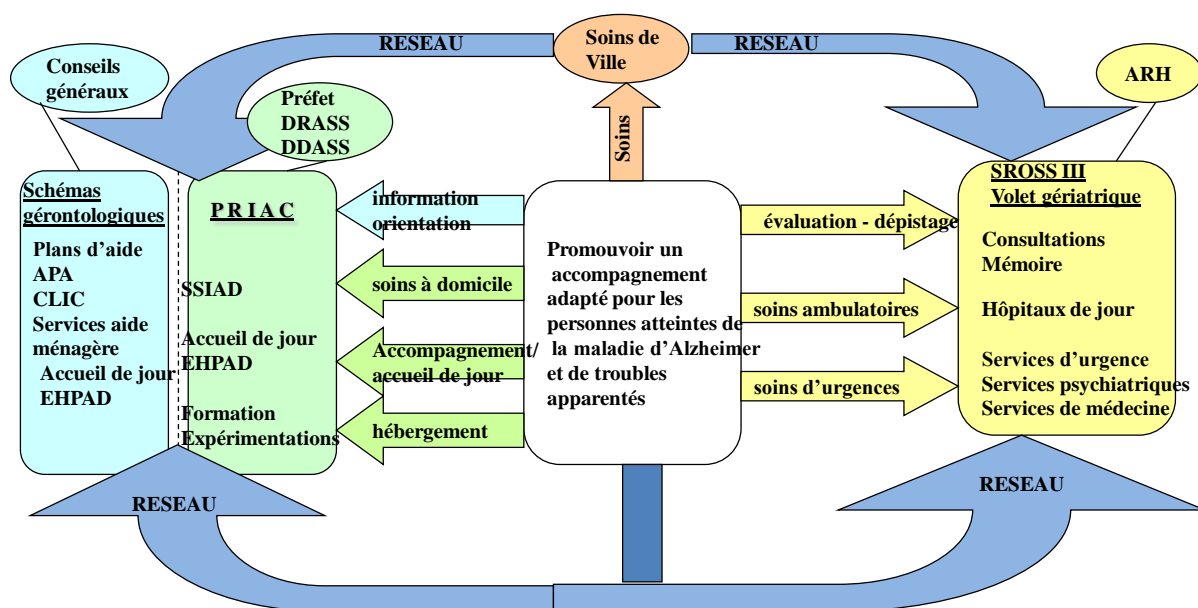 RESEAU
Soins de
Ville
RESEAU
Conseils
généraux
ARH
Préfet
DRASS
DDASS
Soins
Schémas
gérontologiques
Plans d’aide
APA
CLIC
Services aide
ménagère
Accueil de jour
EHPAD
P R I A C
SSIAD
Accueil de jour
EHPAD
Formation
Expérimentations
information
orientation
soins à domicile
Accompagnement/
accueil de jour
hébergement
Promouvoir un
accompagnement
adapté pour les
personnes atteintes de
la maladie d’Alzheimer
et de troubles
apparentés
évaluation - dépistage
soins ambulatoires
soins d’urgences
SROSS III
Volet gériatrique
Consultations
Mémoire
Hôpitaux de jour
Services d’urgence
Services psychiatriques
Services de médecine
RESEAU
RESEAU